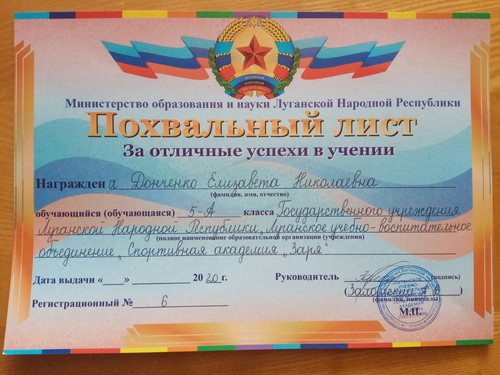 Министерство образования и науки Луганской Народной Республики
Похвальный лист
За отличные успехи в учении
Награжден а Донченко Елизавета Николаевна
(фамилия, имя, отчество)
обучающийся (обучающаяся) 5-А класса Государственного учреждения
Луганской Народной Республики „Луганское учебно-воспитательное
(полное наименование образовательной организации (учреждения)
объединение „Спортивная академия „Заря"
Дата выдачи «___» 20 20 г. Руководитель (подпись)
(фамилия, инициалы)
Регистрационный № 6 М.П.